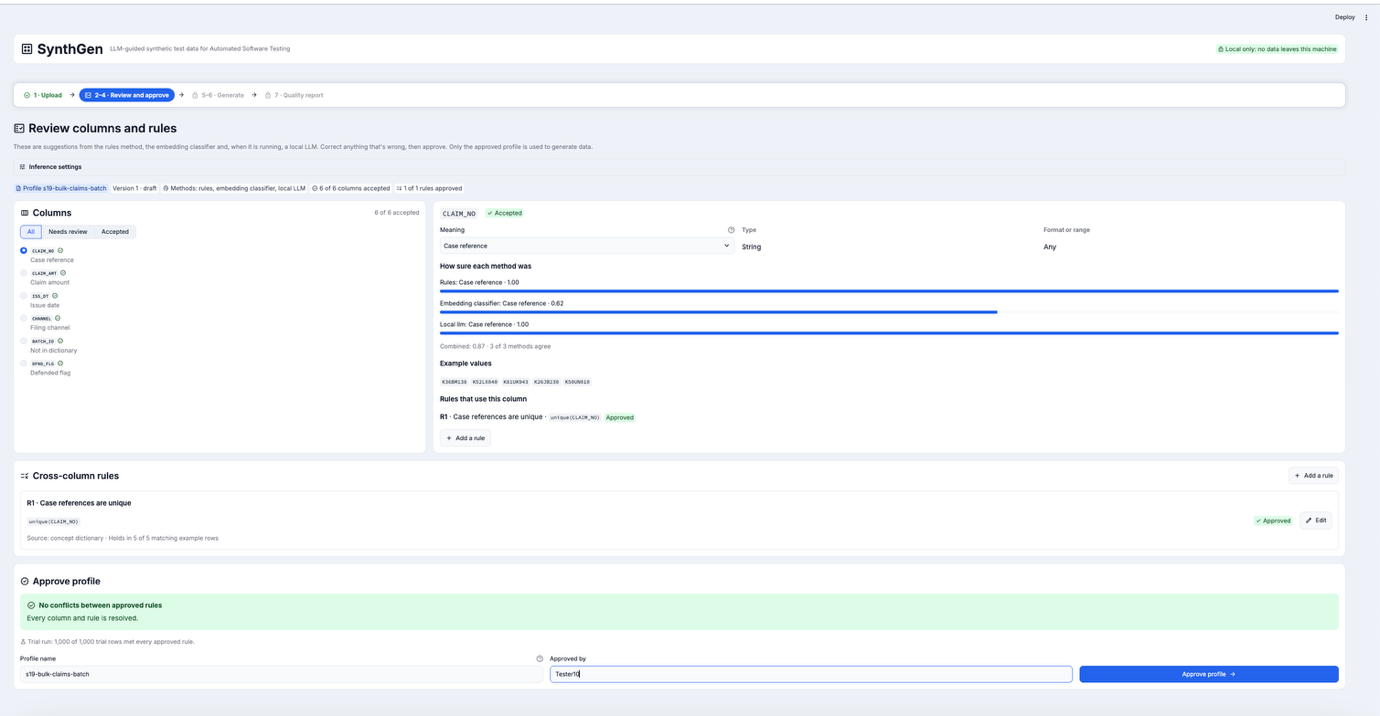 Deploy
SynthGen LLM-guided synthetic test data for Automated Software Testing
Local only: no data leaves this machine
1 · Upload → 2–4 · Review and approve → 5–6 · Generate → 7 · Quality report
Review columns and rules
These are suggestions from the rules method, the embedding classifier and, when it is running, a local LLM. Correct anything that's wrong, then approve. Only the approved profile is used to generate data.
Inference settings
Profile s19-bulk-claims-batch Version 1 · draft Methods: rules, embedding classifier, local LLM 6 of 6 columns accepted 1 of 1 rules approved
Columns 6 of 6 accepted
All Needs review Accepted
CLAIM_NO
Case reference
CLAIM_AMT
Claim amount
ISS_DT
Issue date
CHANNEL
Filing channel
BATCH_ID
Not in dictionary
DFND_FLG
Defended flag
CLAIM_NO Accepted
Meaning Type Format or range
Case reference String Any
How sure each method was
Rules: Case reference · 1.00
Embedding classifier: Case reference · 0.62
Local llm: Case reference · 1.00
Combined: 0.87 · 3 of 3 methods agree
Example values
K36BM138 K52LX040 K61UK943 K26JB230 K50UN018
Rules that use this column
R1 · Case references are unique · unique(CLAIM_NO) Approved
+ Add a rule
Cross-column rules + Add a rule
R1 · Case references are unique
unique(CLAIM_NO) Approved Edit
Source: concept dictionary · Holds in 5 of 5 matching example rows
Approve profile
No conflicts between approved rules
Every column and rule is resolved.
Trial run: 1,000 of 1,000 trial rows met every approved rule.
Profile name Approved by
s19-bulk-claims-batch Tester10 Approve profile →